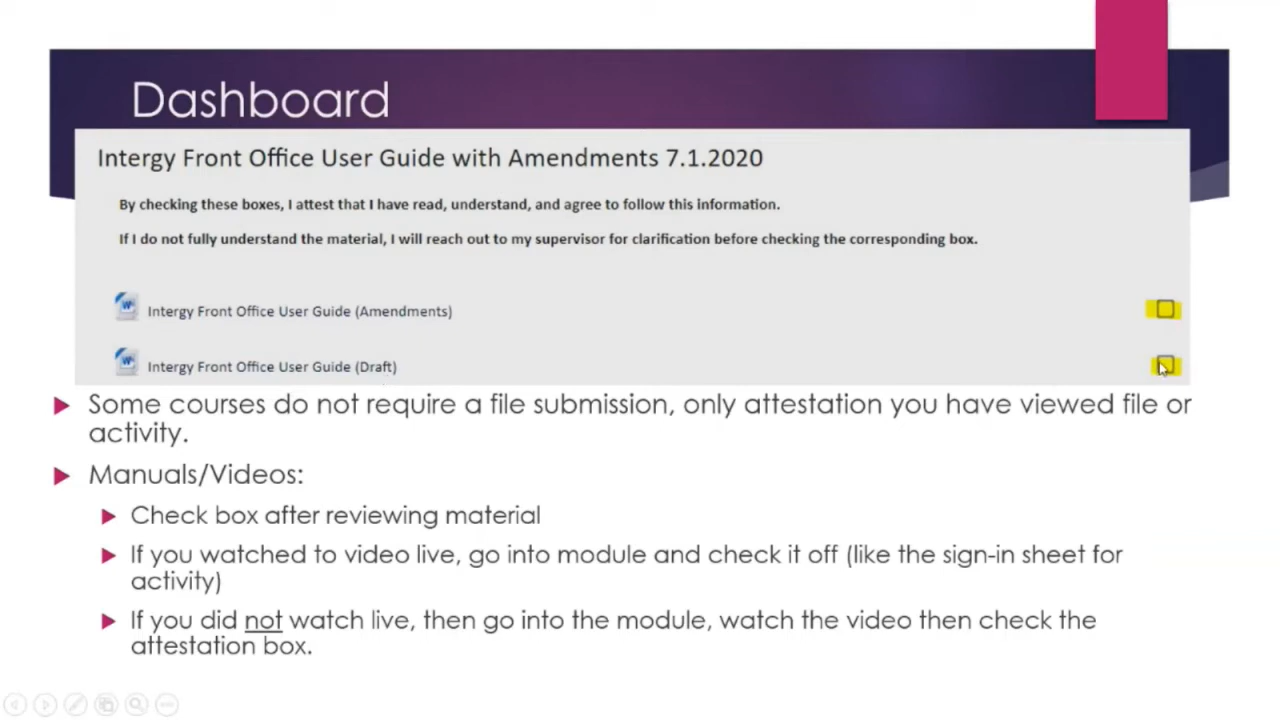 Dashboard
Intergy Front Office User Guide with Amendments 7.1.2020
By checking these boxes, I attest that I have read, understand, and agree to follow this information.
If I do not fully understand the material, I will reach out to my supervisor for clarification before checking the corresponding box.
Intergy Front Office User Guide (Amendments)
Intergy Front Office User Guide (Draft)
Some courses do not require a file submission, only attestation you have viewed file or
activity.
Manuals/Videos:
Check box after reviewing material
If you watched to video live, go into module and check it off (like the sign-in sheet for
activity)
If you did not watch live, then go into the module, watch the video then check the
attestation box.